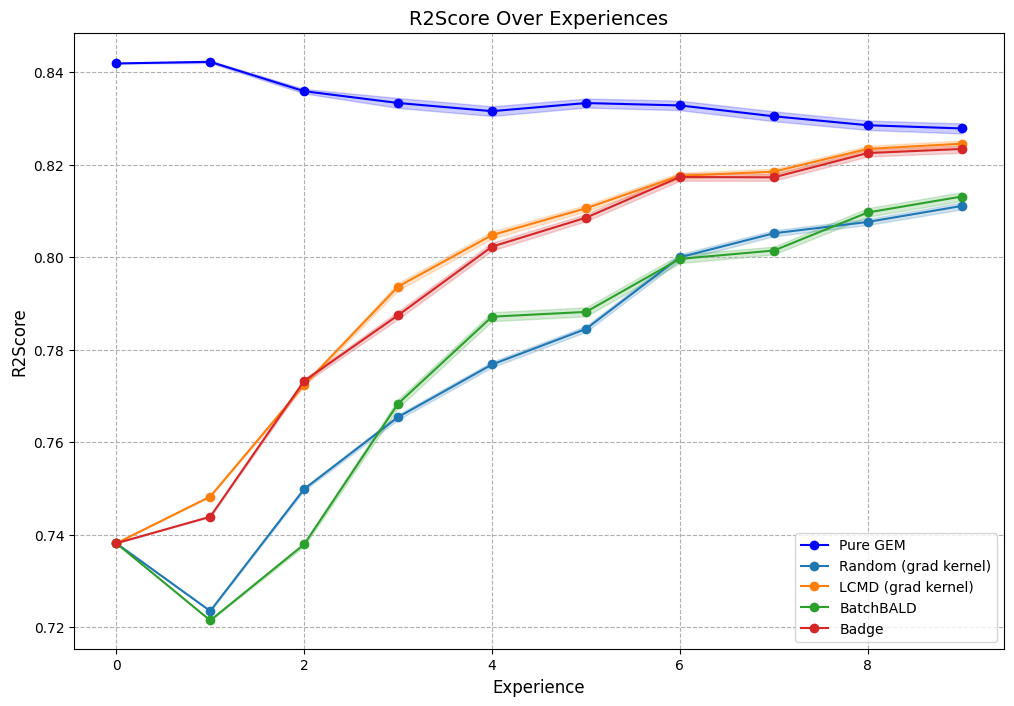 R2Score Over Experiences
R2Score
0.84
0.82
0.80
0.78
0.76
0.74
0.72
0
2
4
6
8
Experience
Pure GEM
Random (grad kernel)
LCMD (grad kernel)
BatchBALD
Badge